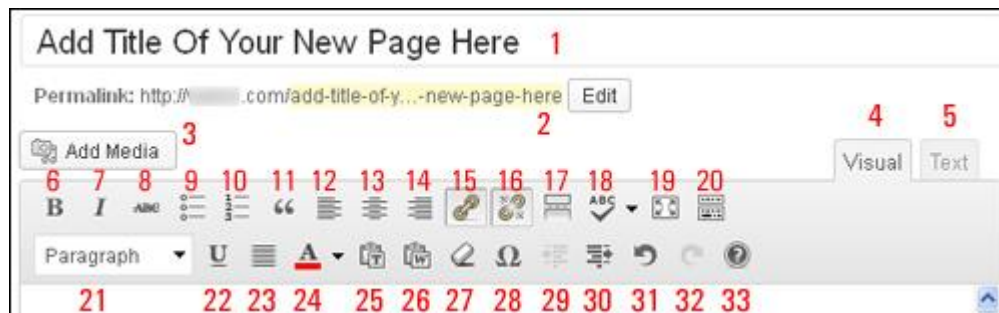 Add Title Of Your New Page Here 1
Permalink: http:// .com/add-title-of-y...-new-page-here Edit
2
3 4 5
Add Media Visual Text
6 7 8 9 10 11 12 13 14 15 16 17 18 19 20
B I ABC 1 2 3 “ ABC
Paragraph U A T W Ω ?
21 22 23 24 25 26 27 28 29 30 31 32 33